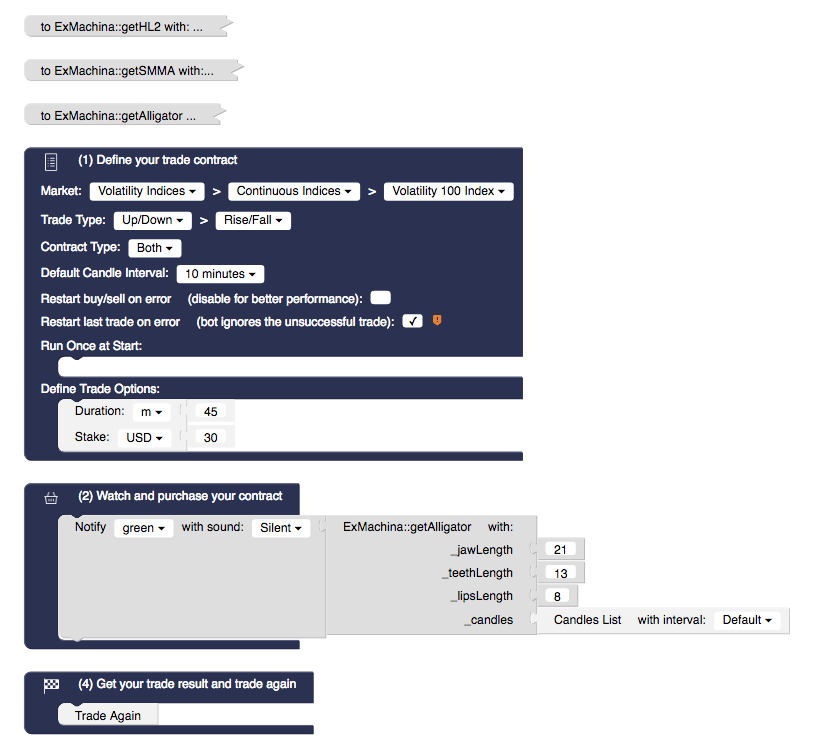 to ExMachina::getHL2 with: ...
to ExMachina::getSMMA with:...
to ExMachina::getAlligator ...
(1) Define your trade contract
Market: Volatility Indices > Continuous Indices > Volatility 100 Index
Trade Type: Up/Down > Rise/Fall
Contract Type: Both
Default Candle Interval: 10 minutes
Restart buy/sell on error (disable for better performance):
Restart last trade on error (bot ignores the unsuccessful trade): ✓
Run Once at Start:
Define Trade Options:
Duration: m 45
Stake: USD 30
(2) Watch and purchase your contract
Notify green with sound: Silent ExMachina::getAlligator with:
_jawLength 21
_teethLength 13
_lipsLength 8
_candles Candles List with interval: Default
(4) Get your trade result and trade again
Trade Again